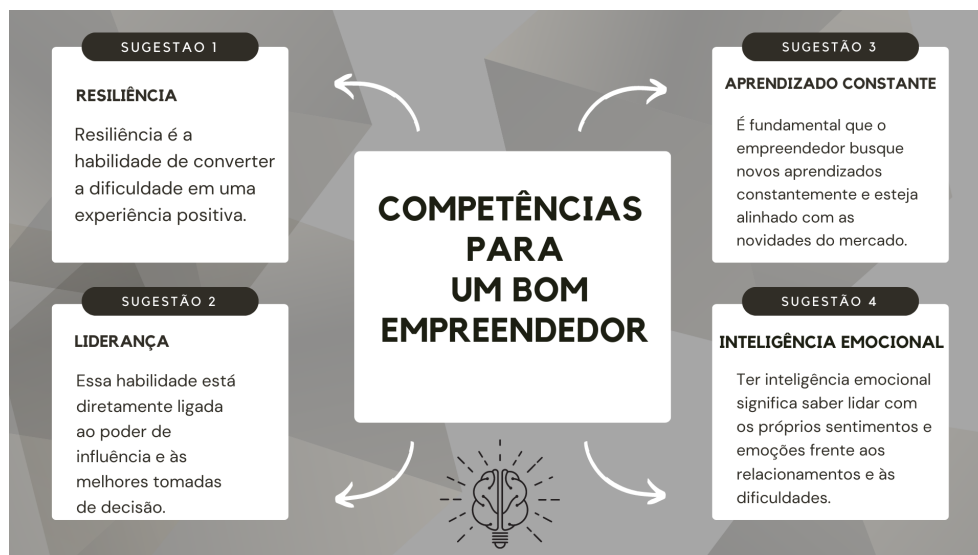 SUGESTAO 1
RESILIÊNCIA
Resiliência é a
habilidade de converter
a dificuldade em uma
experiência positiva.
SUGESTÃO 2
LIDERANÇA
Essa habilidade está
diretamente ligada
ao poder de
influência e às
melhores tomadas
de decisão.
COMPETÊNCIAS
PARA
UM BOM
EMPREENDEDOR
SUGESTÃO 3
APRENDIZADO CONSTANTE
É fundamental que o
empreendedor busque
novos aprendizados
constantemente e esteja
alinhado com as
novidades do mercado.
SUGESTÃO 4
INTELIGÊNCIA EMOCIONAL
Ter inteligência emocional
significa saber lidar com
os próprios sentimentos e
emoções frente aos
relacionamentos e às
dificuldades.